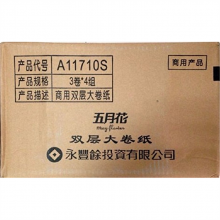 产品代号 A11710S 商用产品
产品规格 3卷*4组
产品描述 商用双层大卷纸
五月花
May Flower
双层大卷纸
永豐餘投資有限公司